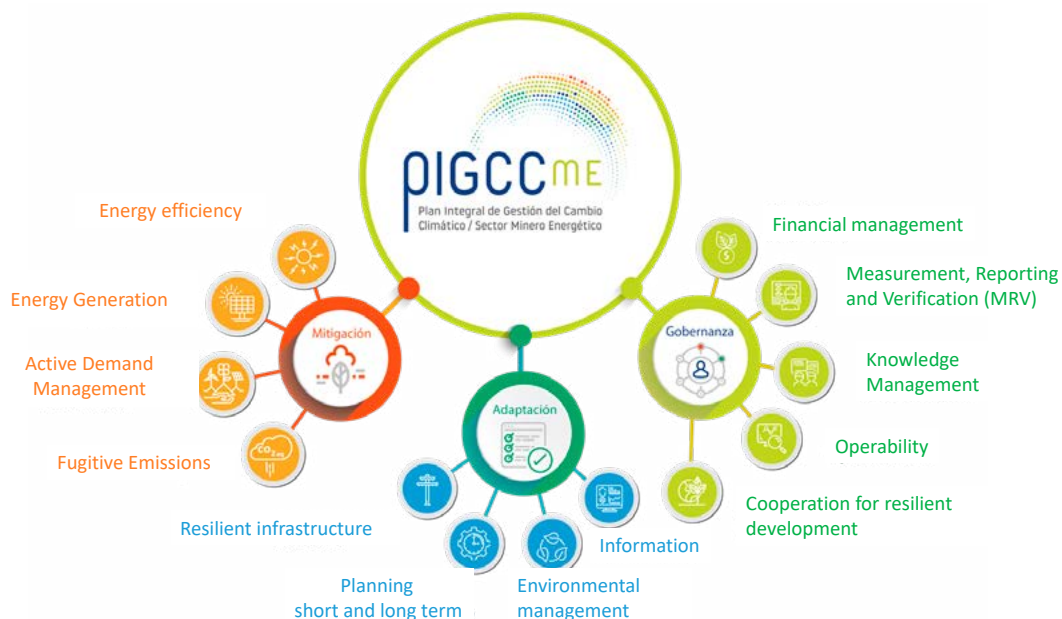 pIGCCME
Plan Integral de Gestión del Cambio
Climático / Sector Minero Energético
Energy efficiency
Energy Generation
Active Demand
Management
Fugitive Emissions
Mitigación
CO2eq
Adaptación
Resilient infrastructure
Planning
short and long term
Environmental
management
Information
Gobernanza
Financial management
$
Measurement, Reporting
and Verification (MRV)
Knowledge
Management
Operability
Cooperation for resilient
development